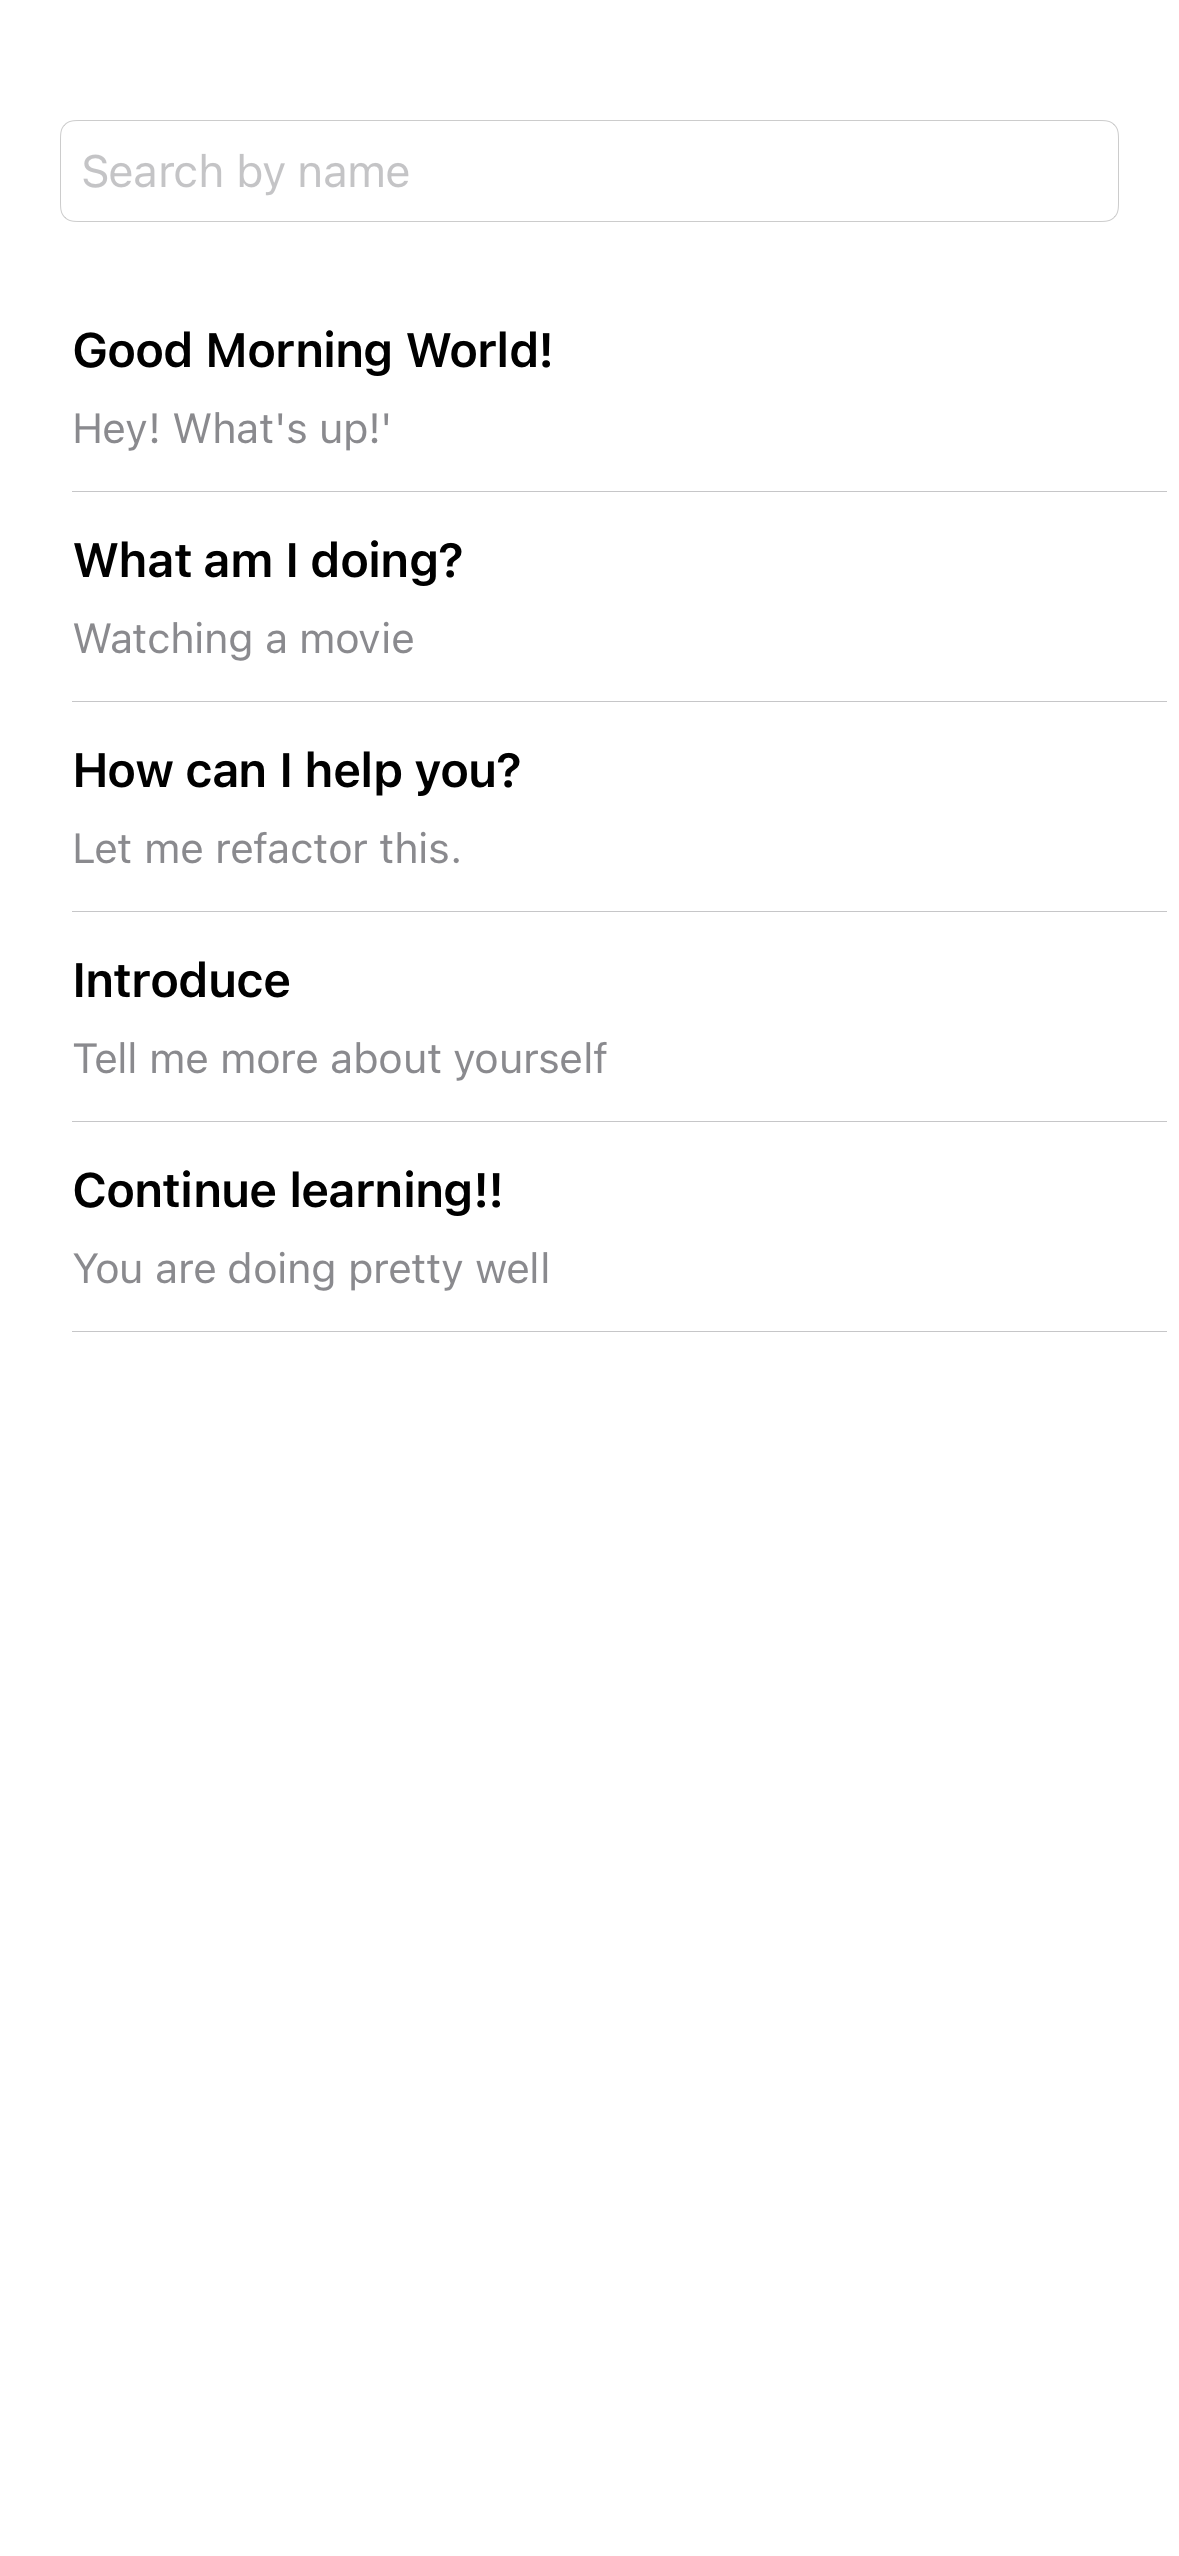 Search by name
Good Morning World!
Hey! What's up!'
What am I doing?
Watching a movie
How can I help you?
Let me refactor this.
Introduce
Tell me more about yourself
Continue learning!!
You are doing pretty well